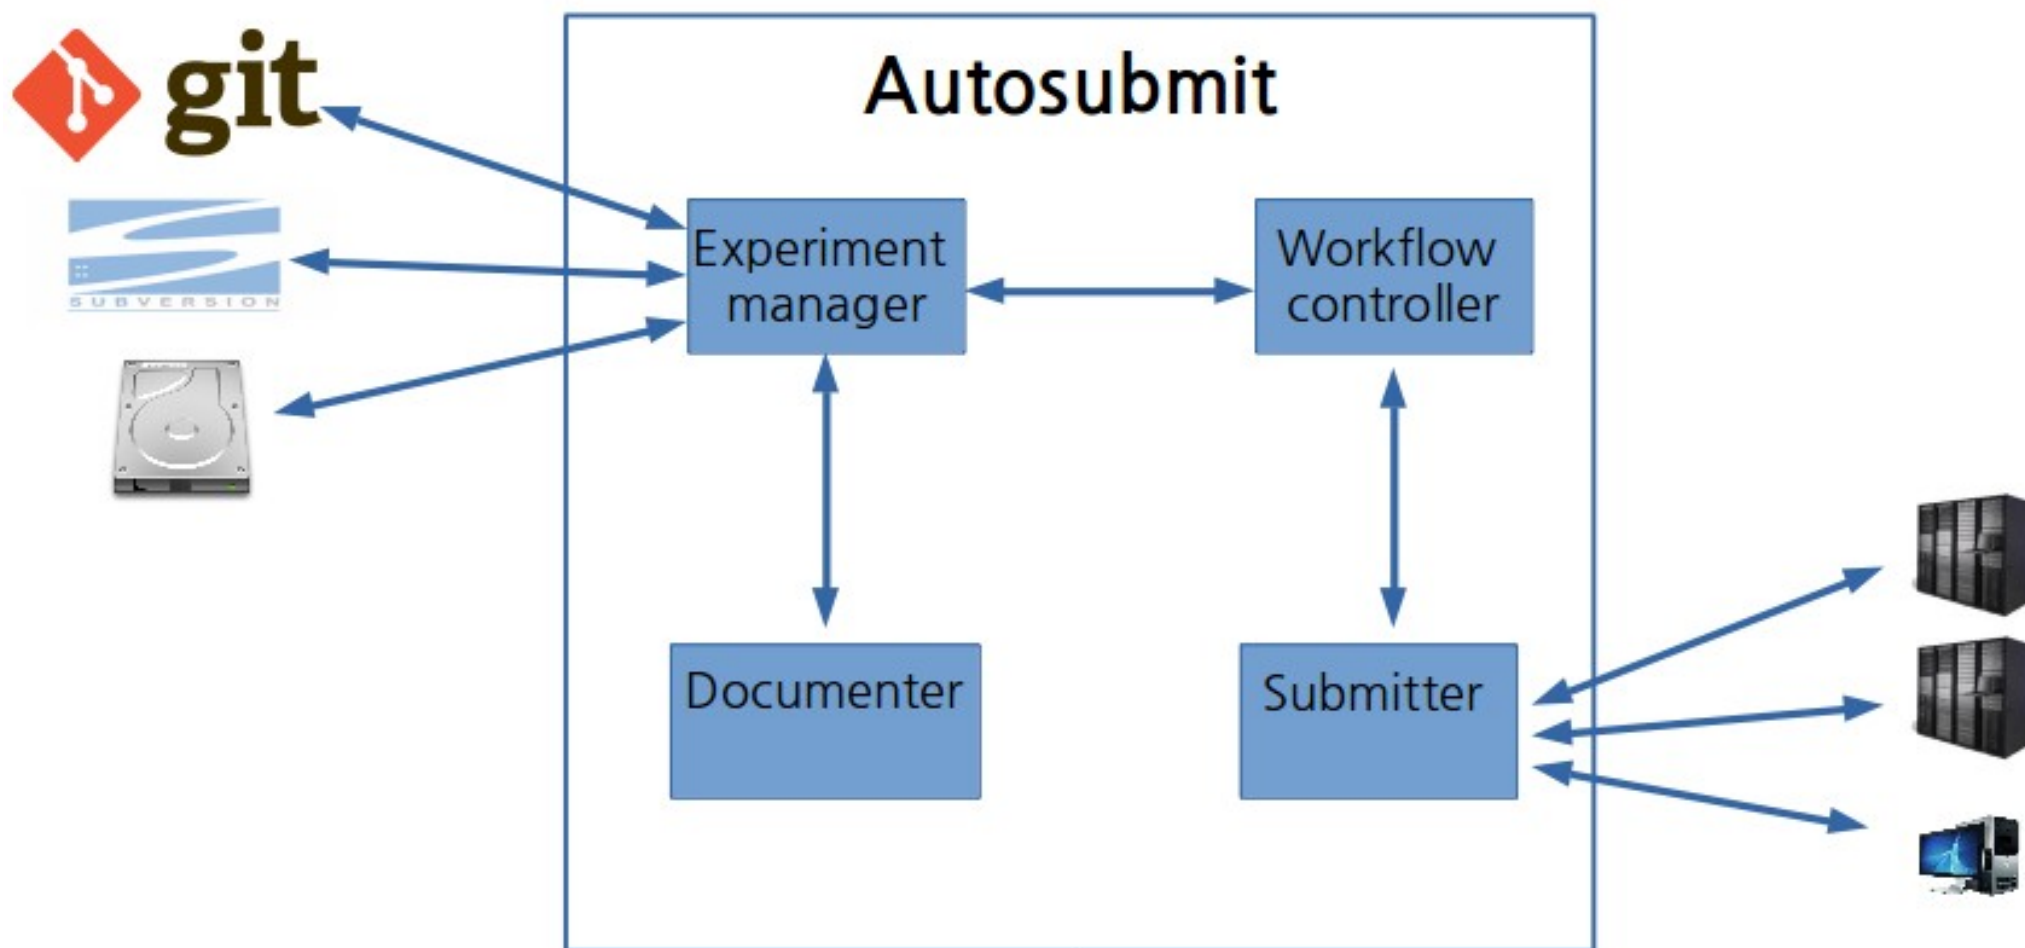 git
SUBVERSION
Autosubmit
Experiment
manager
Workflow
controller
Documenter
Submitter